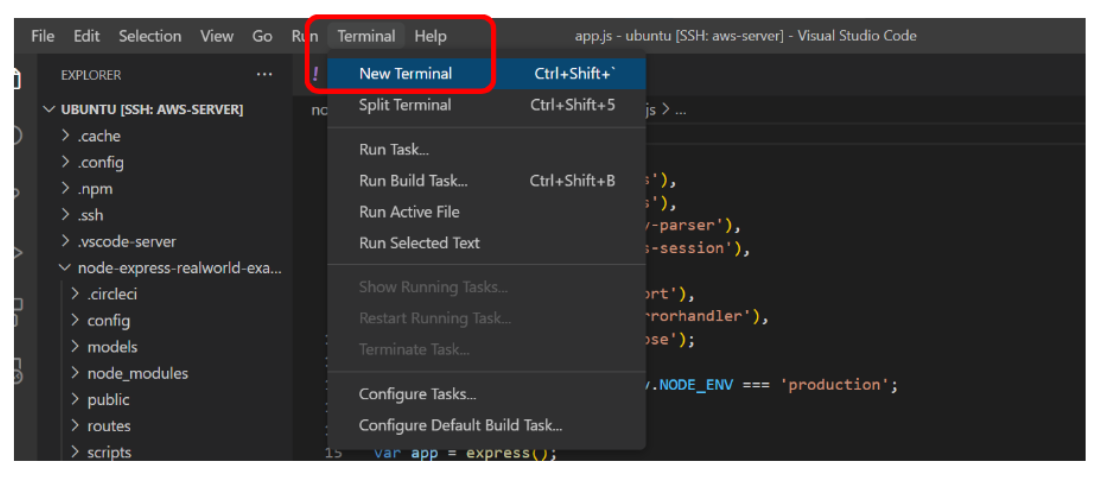 File Edit Selection View Go Run Terminal Help app.js - ubuntu [SSH: aws-server] - Visual Studio Code
EXPLORER ...
UBUNTU [SSH: AWS-SERVER]
.cache
.config
.npm
.ssh
.vscode-server
node-express-realworld-exa...
.circleci
config
models
node_modules
public
routes
scripts
!
js > ...
New Terminal Ctrl+Shift+`
Split Terminal Ctrl+Shift+5
Run Task...
Run Build Task... Ctrl+Shift+B
Run Active File
Run Selected Text
Show Running Tasks...
Restart Running Task...
Terminate Task...
Configure Tasks...
Configure Default Build Task...
'),
'),
-parser'),
-session'),
ort'),
rrorhandler'),
ose');
.NODE_ENV === 'production';
15 var app = express();